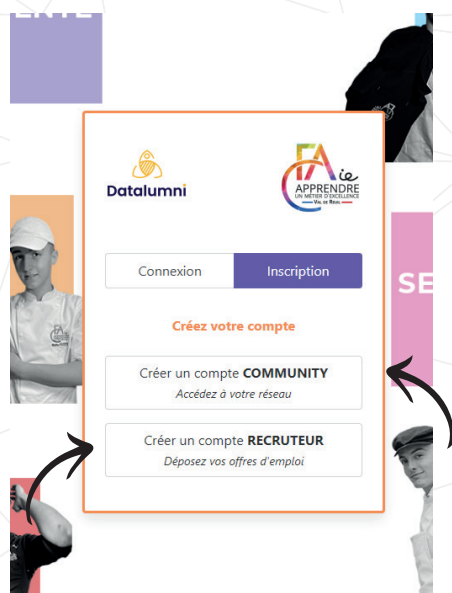 ENTE
Datalumni
FA ie
APPRENDRE
UN MÉTIER D'EXCELLENCE
VAL DE REUIL
Connexion
Inscription
SE
Créez votre compte
Créer un compte COMMUNITY
Accédez à votre réseau
Créer un compte RECRUTEUR
Déposez vos offres d'emploi